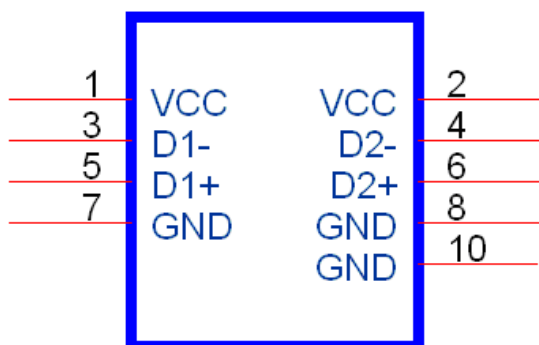 1 VCC VCC 2
3 D1- D2- 4
5 D1+ D2+ 6
7 GND GND 8
GND 10